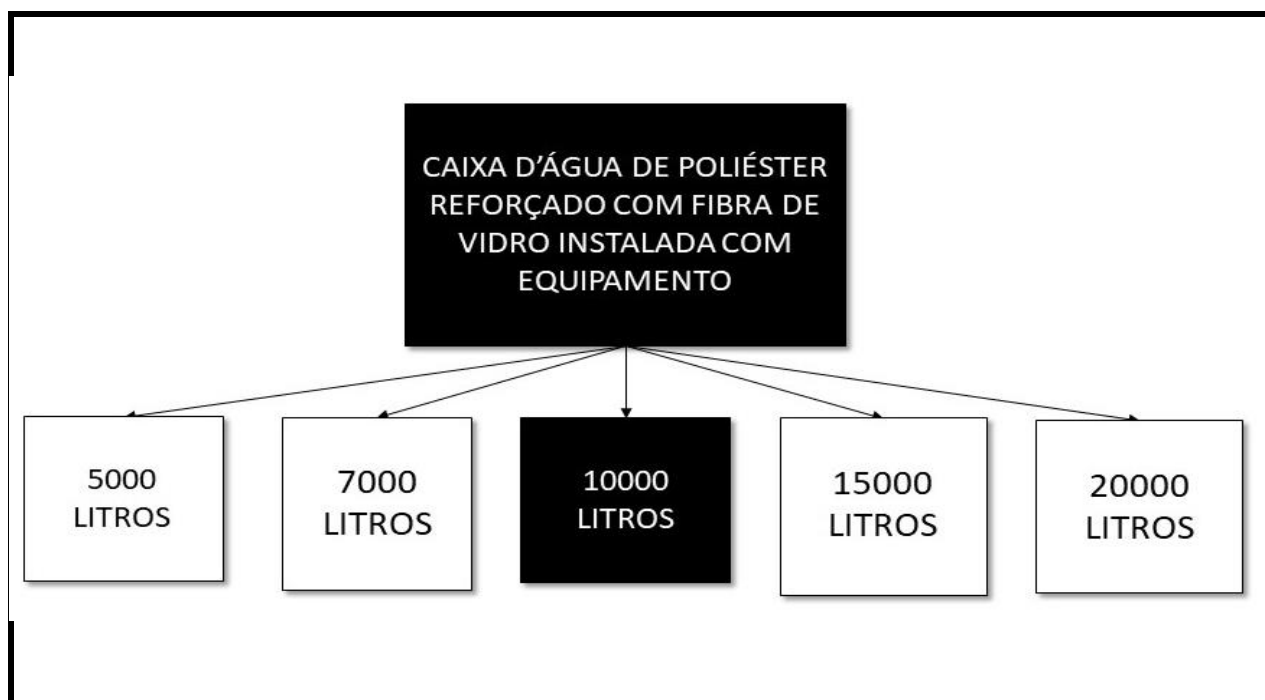 CAIXA D'ÁGUA DE POLIÉSTER
REFORÇADO COM FIBRA DE
VIDRO INSTALADA COM
EQUIPAMENTO
5000
LITROS
7000
LITROS
10000
LITROS
15000
LITROS
20000
LITROS